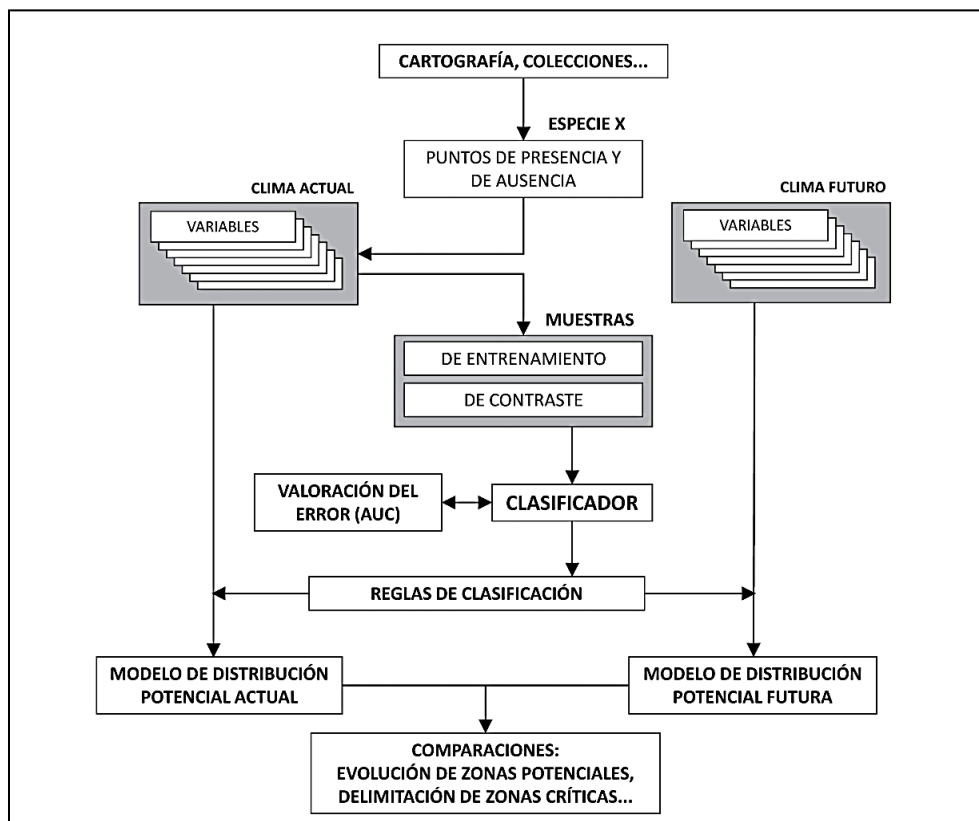 CARTOGRAFÍA, COLECCIONES...
ESPECIE X
PUNTOS DE PRESENCIA Y
DE AUSENCIA
CLIMA ACTUAL
VARIABLES
CLIMA FUTURO
VARIABLES
MUESTRAS
DE ENTRENAMIENTO
DE CONTRASTE
VALORACIÓN DEL
ERROR (AUC)
CLASIFICADOR
REGLAS DE CLASIFICACIÓN
MODELO DE DISTRIBUCIÓN
POTENCIAL ACTUAL
MODELO DE DISTRIBUCIÓN
POTENCIAL FUTURA
COMPARACIONES:
EVOLUCIÓN DE ZONAS POTENCIALES,
DELIMITACIÓN DE ZONAS CRÍTICAS...